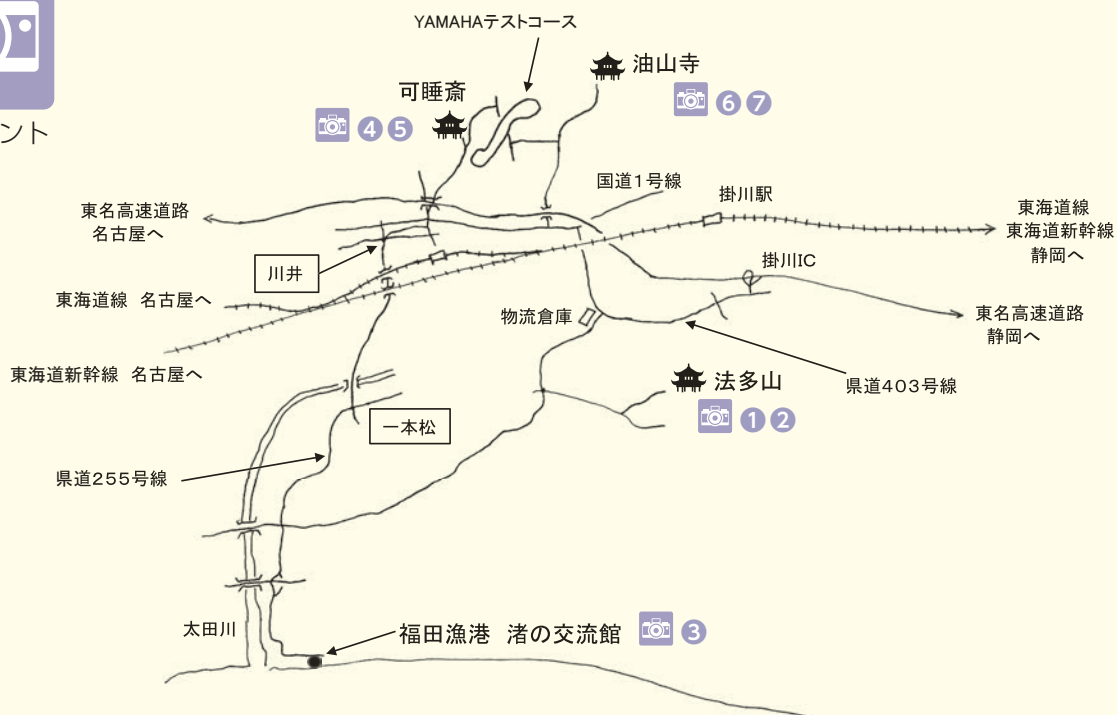 YAMAHAテストコース
油山寺
⑥⑦
可睡斎
④⑤
ント
国道1号線
掛川駅
東名高速道路
名古屋へ
東海道線
東海道新幹線
静岡へ
川井
掛川IC
東海道線 名古屋へ
物流倉庫
東名高速道路
静岡へ
東海道新幹線 名古屋へ
法多山
県道403号線
①②
一本松
県道255号線
太田川
福田漁港 渚の交流館
③